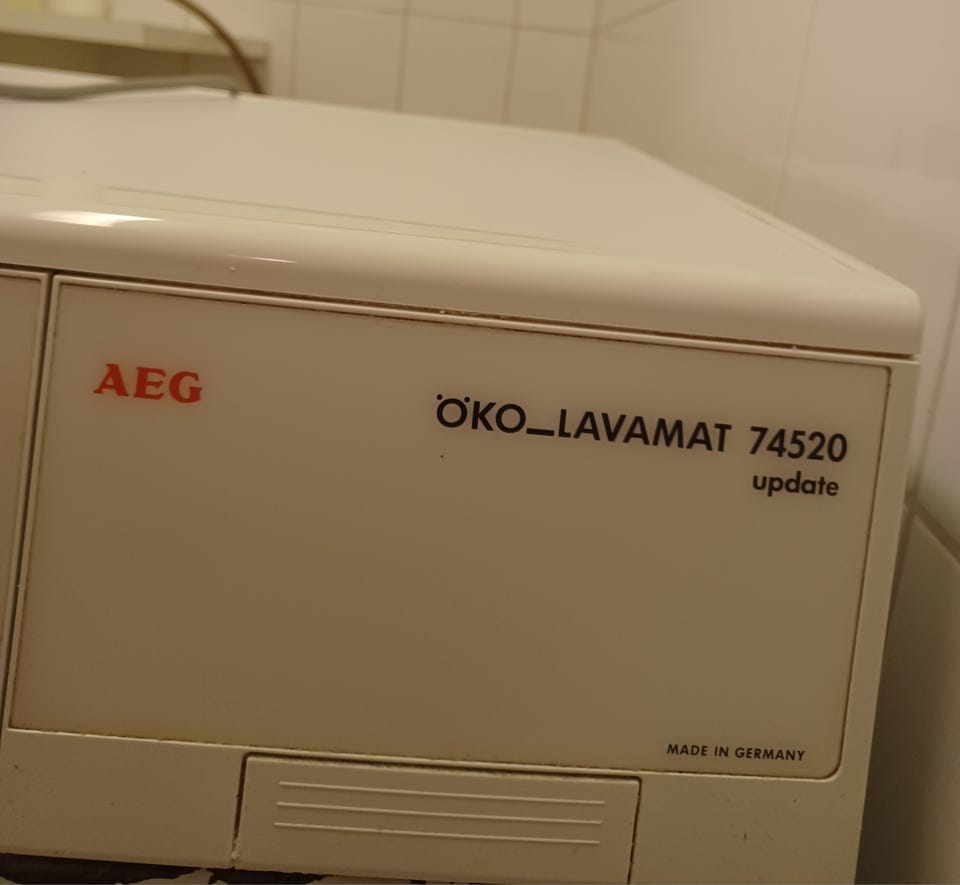 AEG
ÖKO_LAVAMAT 74520
update
MADE IN GERMANY